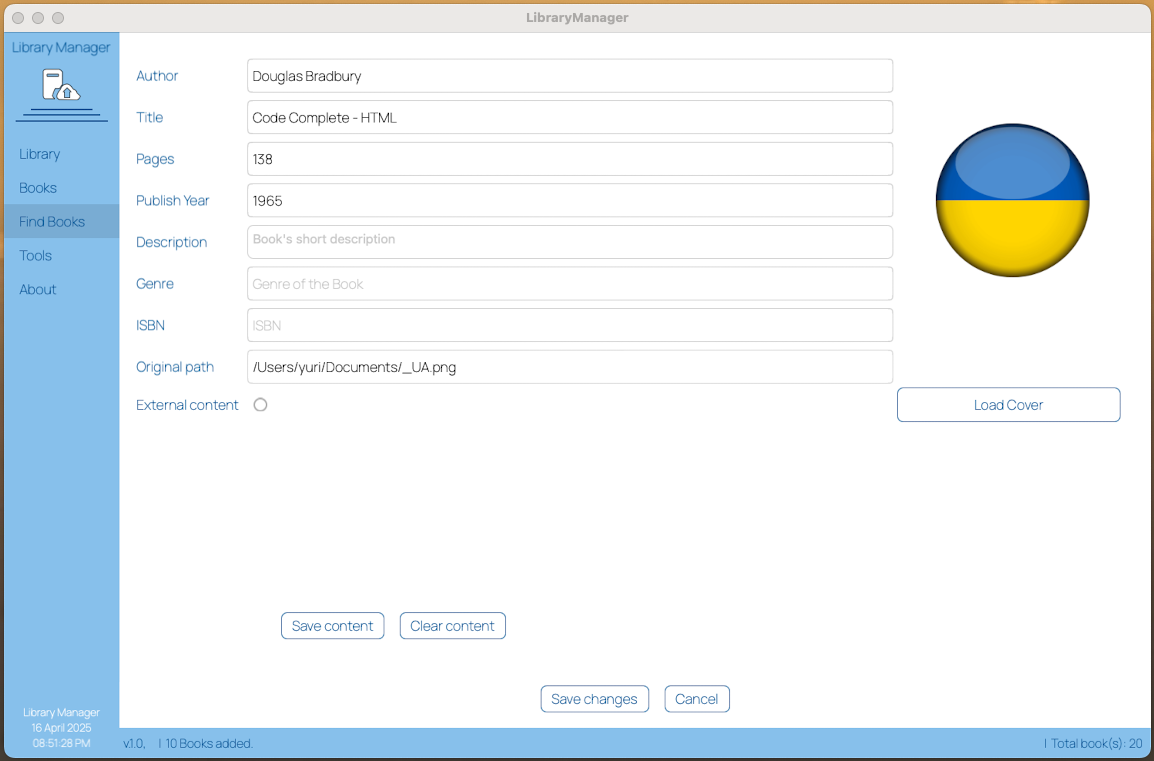 LibraryManager
Library Manager
Library
Books
Find Books
Tools
About
Library Manager
16 April 2025
08:51:28 PM
Author Douglas Bradbury
Title Code Complete - HTML
Pages 138
Publish Year 1965
Description Book's short description
Genre Genre of the Book
ISBN ISBN
Original path /Users/yuri/Documents/_UA.png
External content
Load Cover
Save content Clear content
Save changes Cancel
v.1.0, | 10 Books added. | Total book(s): 20